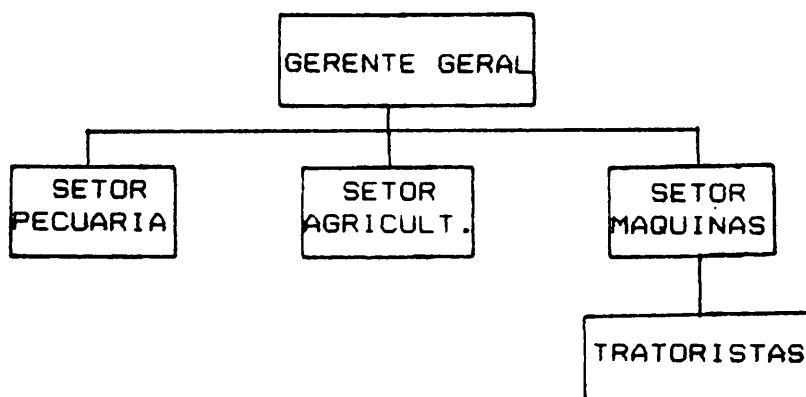 GERENTE GERAL
SETOR
PECUARIA
SETOR
AGRICULT.
SETOR
MAQUINAS
TRATORISTAS